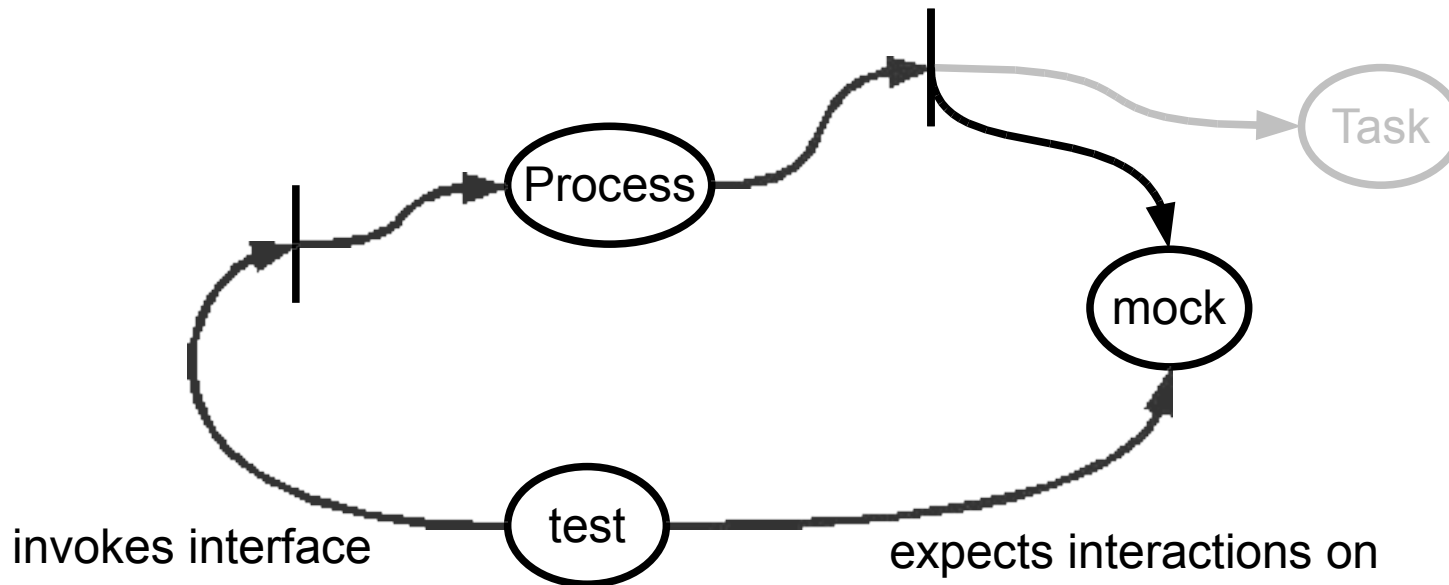 Task
Process
mock
test
invokes interface
expects interactions on